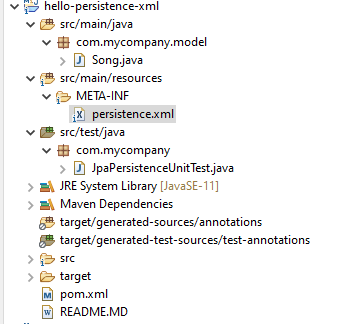 hello-persistence-xml
src/main/java
com.mycompany.model
Song.java
src/main/resources
META-INF
persistence.xml
src/test/java
com.mycompany
JpaPersistenceUnitTest.java
JRE System Library [JavaSE-11]
Maven Dependencies
target/generated-sources/annotations
target/generated-test-sources/test-annotations
src
target
pom.xml
README.MD